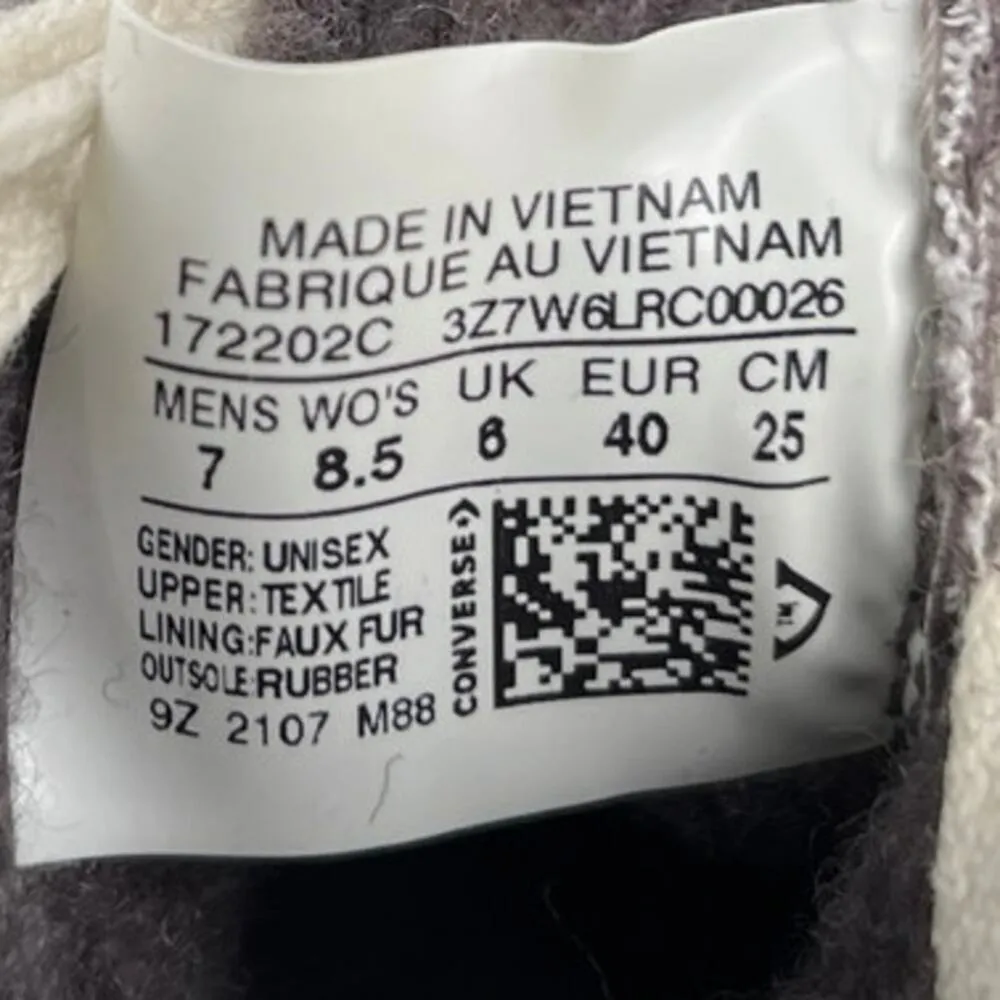 MADE IN VIETNAM
FABRIQUE AU VIETNAM
172202C 3Z7W6LRC00026
MENS WO'S UK EUR CM
7 8.5 6 40 25
GENDER: UNISEX
UPPER: TEXTILE
LINING:FAUX FUR
OUTSOLE:RUBBER
9Z 2107 M88
CONVERSE
TM